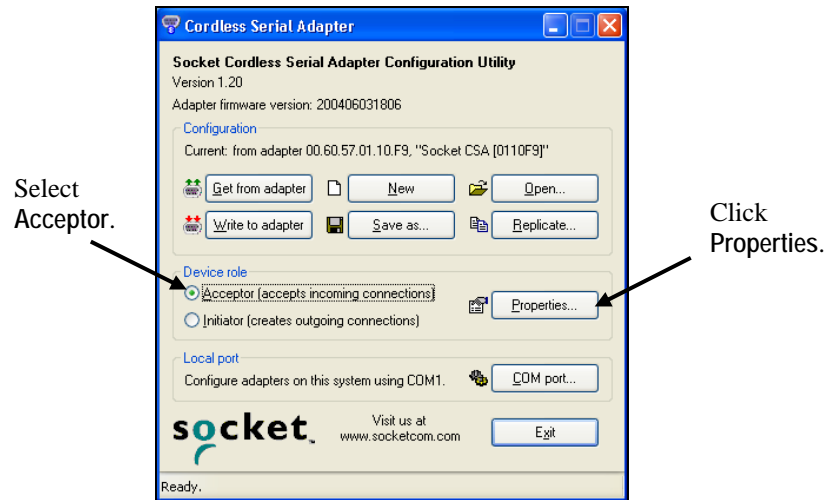 Cordless Serial Adapter
Socket Cordless Serial Adapter Configuration Utility
Version 1.20
Adapter firmware version: 200406031806
Configuration
Current: from adapter 00.60.57.01.10.F9, "Socket CSA [0110F9]"
Get from adapter New Open...
Write to adapter Save as... Replicate...
Select
Acceptor.
Click
Properties.
Device role
Acceptor (accepts incoming connections)
Properties...
Initiator (creates outgoing connections)
Local port
Configure adapters on this system using COM1. COM port...
socket™
Visit us at
www.socketcom.com
Exit
Ready.